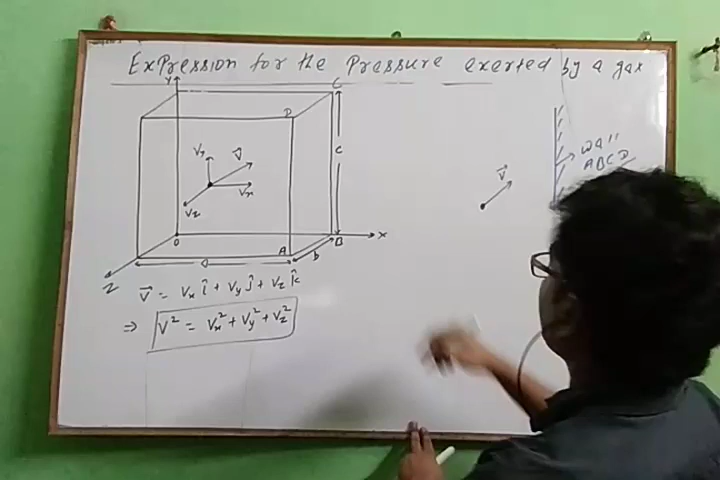 Expression for the Pressure exerted by a gas
Y
C
D
Vy
V⃗
C
Vx
Vz
V⃗
Wall
ABCD
O
A
B
X
a
b
Z
V⃗ = Vx î + Vy ĵ + Vz k̂
⇒ V² = Vx² + Vy² + Vz²